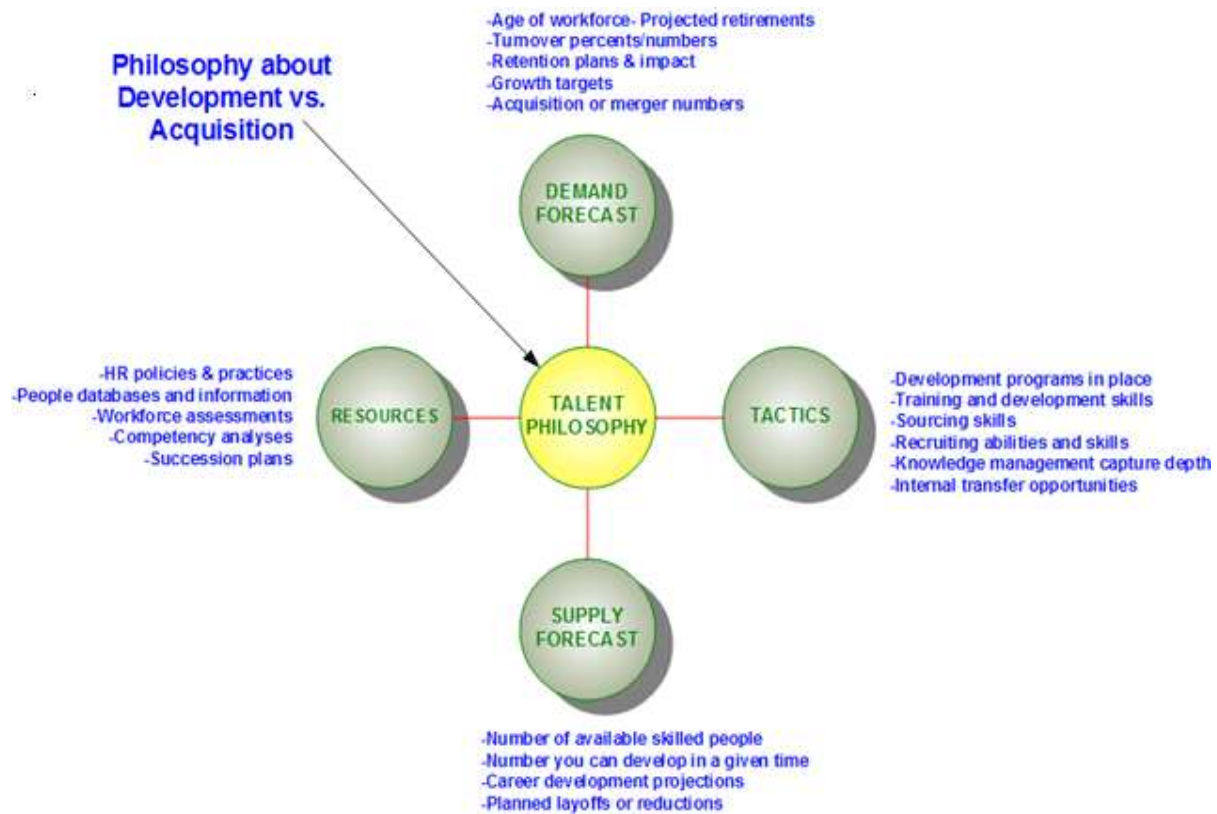 -Age of workforce- Projected retirements
-Turnover percents/numbers
-Retention plans & impact
-Growth targets
-Acquisition or merger numbers
Philosophy about
Development vs.
Acquisition
DEMAND
FORECAST
-HR policies & practices
-People databases and information
-Workforce assessments
-Competency analyses
-Succession plans
RESOURCES
TALENT
PHILOSOPHY
TACTICS
-Development programs in place
-Training and development skills
-Sourcing skills
-Recruiting abilities and skills
-Knowledge management capture depth
-Internal transfer opportunities
SUPPLY
FORECAST
-Number of available skilled people
-Number you can develop in a given time
-Career development projections
-Planned layoffs or reductions